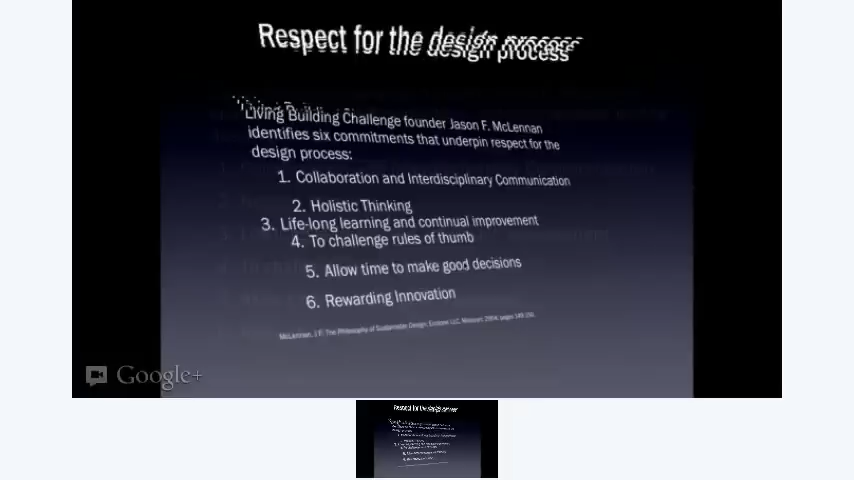 Respect for the design process
Living Building Challenge founder Jason F. McLennan
identifies six commitments that underpin respect for the
design process:
1. Collaboration and Interdisciplinary Communication
2. Holistic Thinking
3. Life-long learning and continual improvement
4. To challenge rules of thumb
5. Allow time to make good decisions
6. Rewarding Innovation
McLennan, J F. The Philosophy of Sustainable Design, Ecotone LLC, Missouri, 2004, pages
Google+